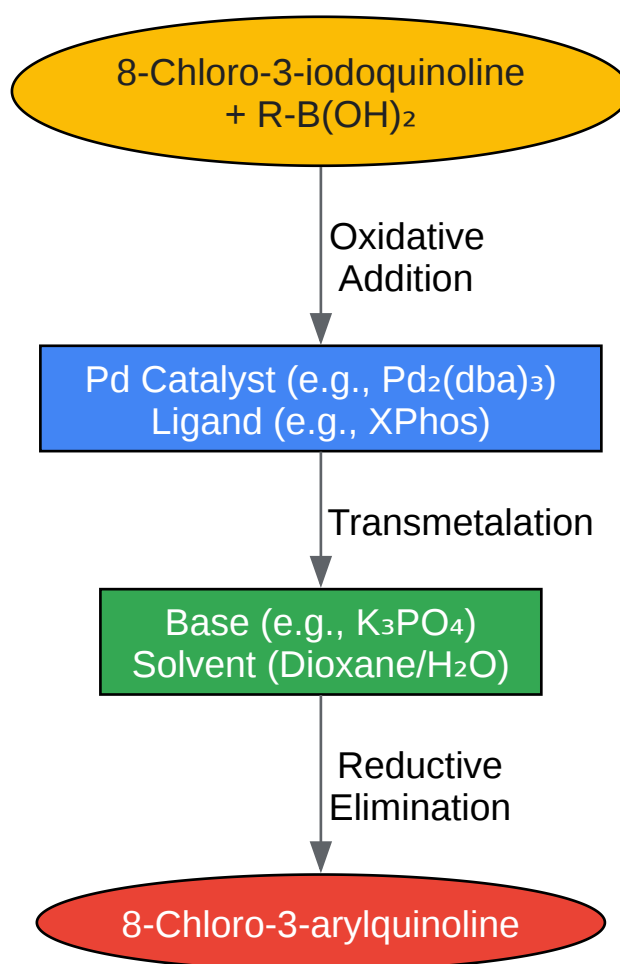 8-Chloro-3-iodoquinoline
+ R-B(OH)₂
Oxidative
Addition
Pd Catalyst (e.g., Pd₂(dba)₃)
Ligand (e.g., XPhos)
Transmetalation
Base (e.g., K₃PO₄)
Solvent (Dioxane/H₂O)
Reductive
Elimination
8-Chloro-3-arylquinoline